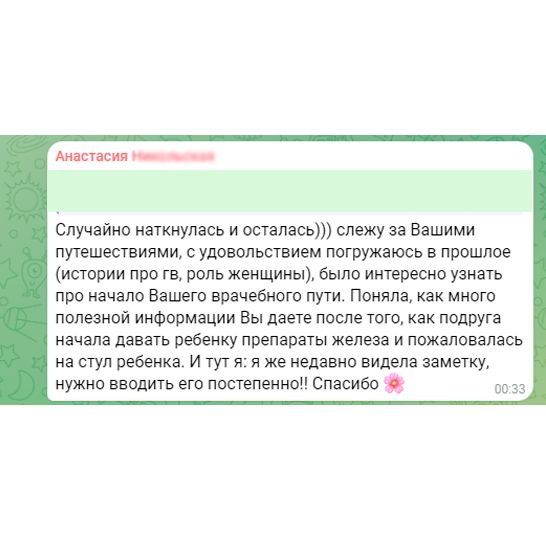 Анастасия
Случайно наткнулась и осталась))) слежу за Вашими
путешествиями, с удовольствием погружаюсь в прошлое
(истории про гв, роль женщины), было интересно узнать
про начало Вашего врачебного пути. Поняла, как много
полезной информации Вы даете после того, как подруга
начала давать ребенку препараты железа и пожаловалась
на стул ребенка. И тут я: я же недавно видела заметку,
нужно вводить его постепенно!! Спасибо 🌸
00:33